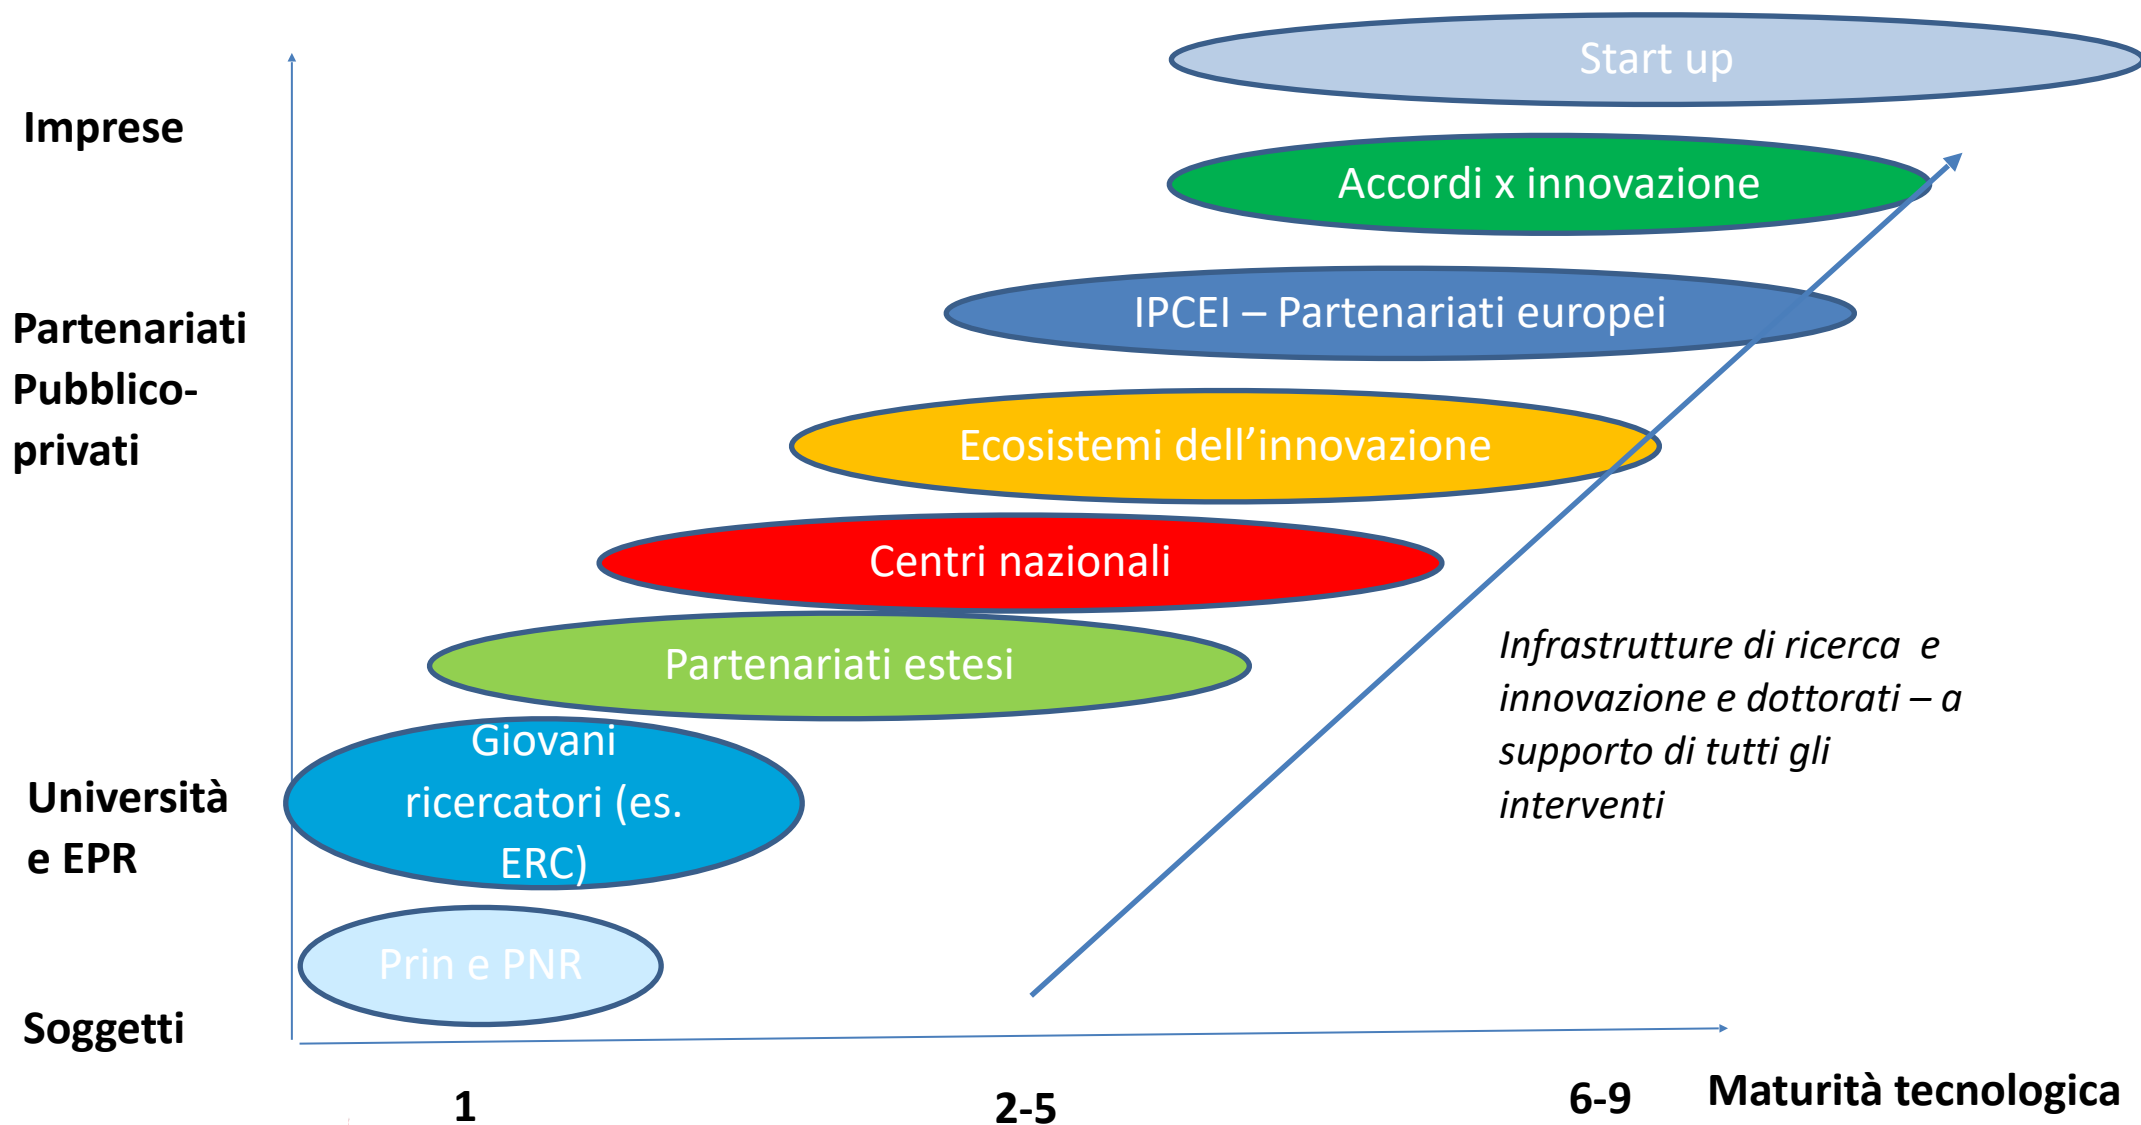 Start up
Imprese
Accordi x innovazione
IPCEI – Partenariati europei
Partenariati
Pubblico-
privati
Ecosistemi dell’innovazione
Centri nazionali
Partenariati estesi
Infrastrutture di ricerca e
innovazione e dottorati – a
supporto di tutti gli
interventi
Giovani
ricercatori (es.
ERC)
Università
e EPR
Prin e PNR
Soggetti
1
2-5
6-9
Maturità tecnologica